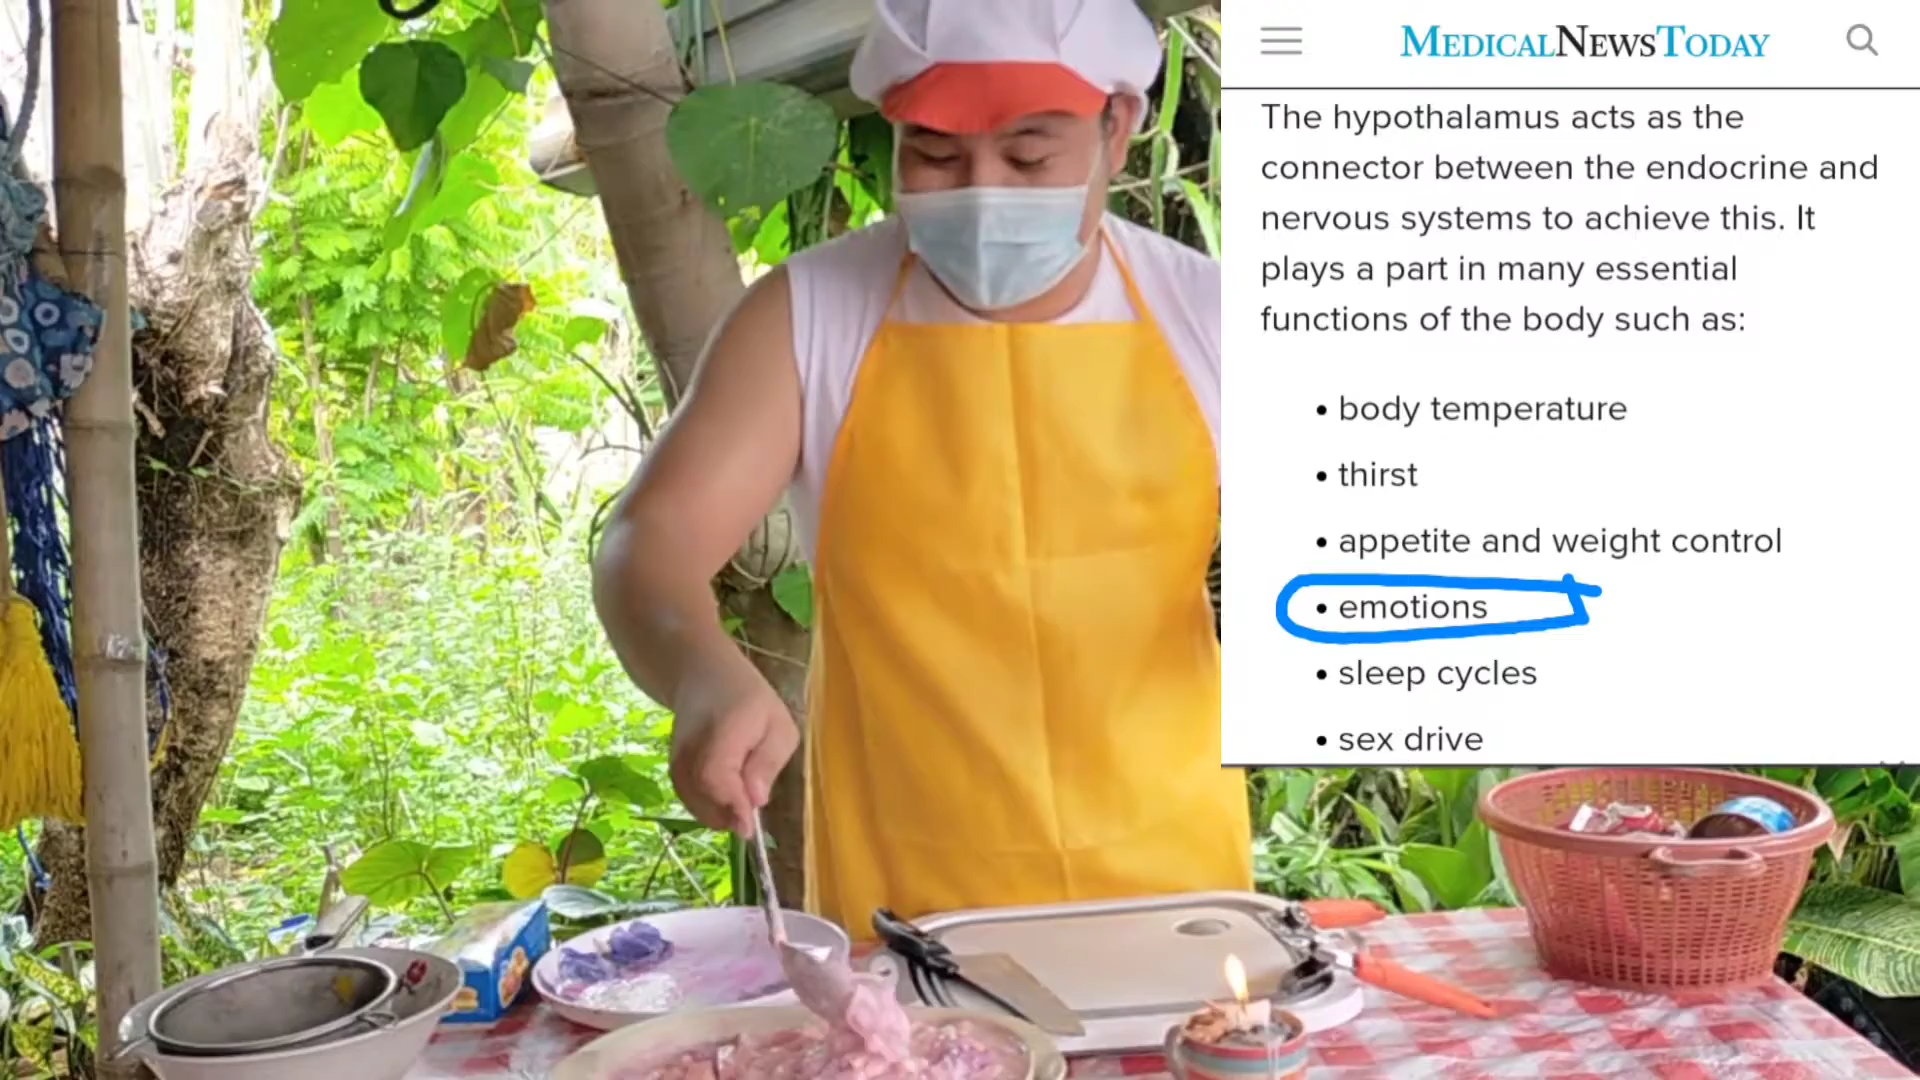 MEDICALNEWSTODAY
The hypothalamus acts as the
connector between the endocrine and
nervous systems to achieve this. It
plays a part in many essential
functions of the body such as:
• body temperature
• thirst
• appetite and weight control
• emotions
• sleep cycles
• sex drive